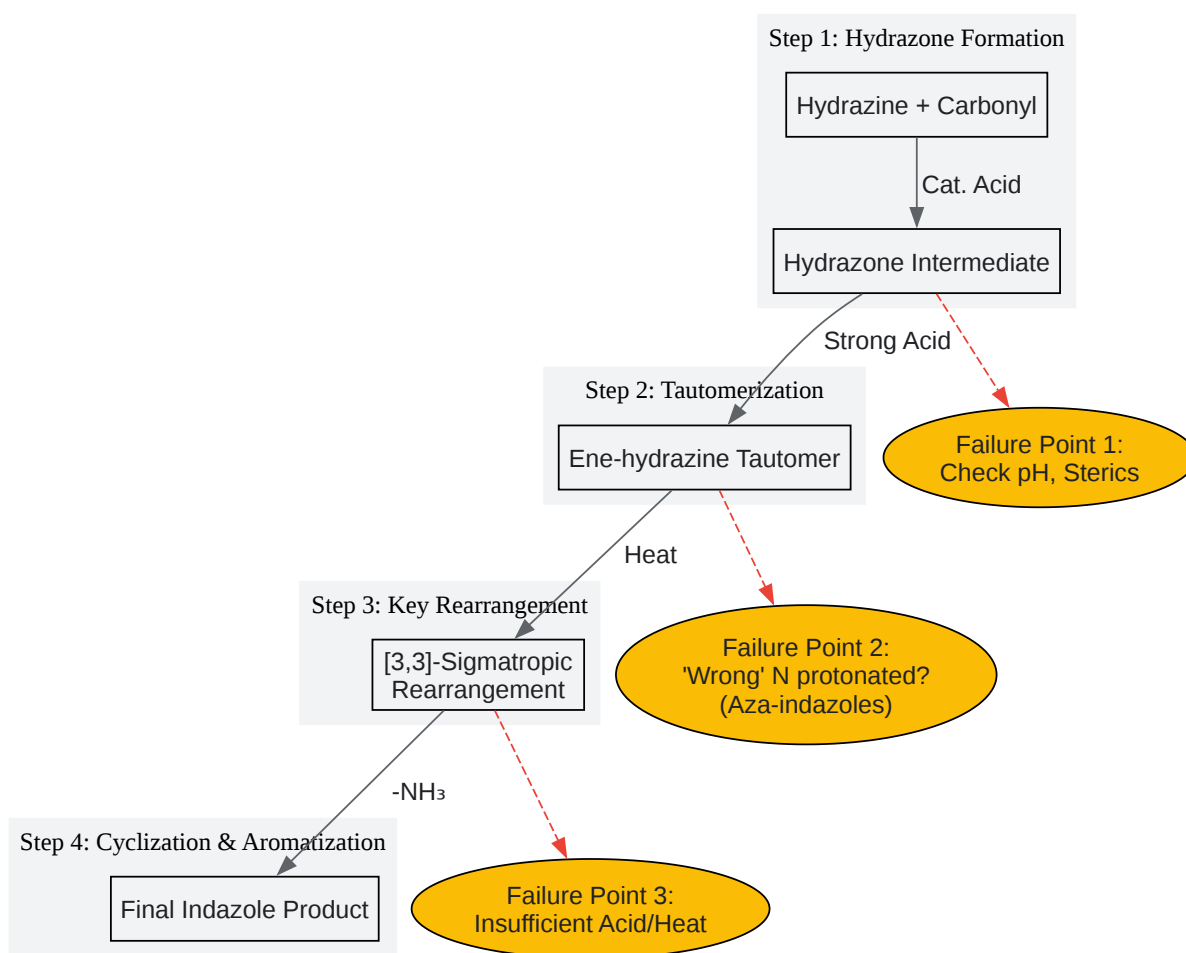 Step 1: Hydrazone Formation
Hydrazine + Carbonyl
Cat. Acid
Hydrazone Intermediate
Strong Acid
Step 2: Tautomerization
Ene-hydrazine Tautomer
Failure Point 1:
Check pH, Sterics
Heat
Step 3: Key Rearrangement
[3,3]-Sigmatropic
Rearrangement
Failure Point 2:
'Wrong' N protonated?
(Aza-indazoles)
-NH₃
Step 4: Cyclization & Aromatization
Final Indazole Product
Failure Point 3:
Insufficient Acid/Heat